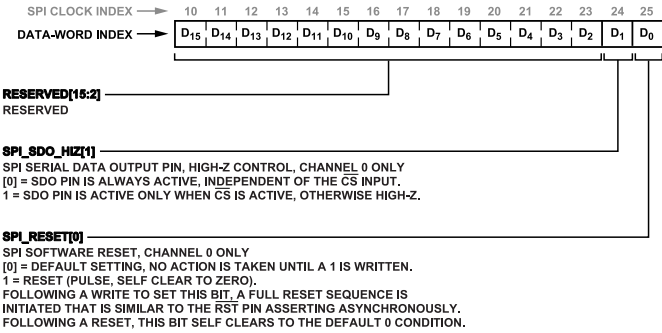 SPI CLOCK INDEX 10 11 12 13 14 15 16 17 18 19 20 21 22 23 24 25
DATA-WORD INDEX D15 D14 D13 D12 D11 D10 D9 D8 D7 D6 D5 D4 D3 D2 D1 D0
RESERVED[15:2]
RESERVED
SPI_SDO_HIZ[1]
SPI SERIAL DATA OUTPUT PIN, HIGH-Z CONTROL, CHANNEL 0 ONLY
[0] = SDO PIN IS ALWAYS ACTIVE, INDEPENDENT OF THE C̅S̅ INPUT.
1 = SDO PIN IS ACTIVE ONLY WHEN C̅S̅ IS ACTIVE, OTHERWISE HIGH-Z.
SPI_RESET[0]
SPI SOFTWARE RESET, CHANNEL 0 ONLY
[0] = DEFAULT SETTING, NO ACTION IS TAKEN UNTIL A 1 IS WRITTEN.
1 = RESET (PULSE, SELF CLEAR TO ZERO).
FOLLOWING A WRITE TO SET THIS BIT, A FULL RESET SEQUENCE IS
INITIATED THAT IS SIMILAR TO THE R̅S̅T̅ PIN ASSERTING ASYNCHRONOUSLY.
FOLLOWING A RESET, THIS BIT SELF CLEARS TO THE DEFAULT 0 CONDITION.